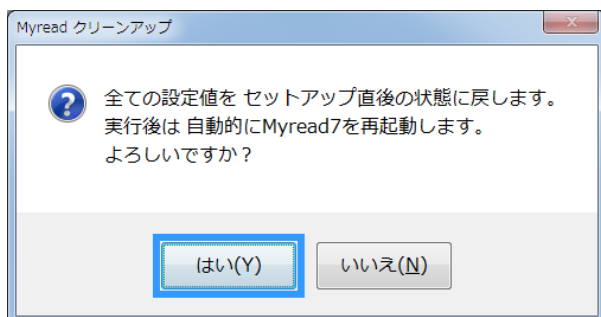 Myread クリーンアップ
全ての設定値を セットアップ直後の状態に戻します。
実行後は 自動的にMyread7を再起動します。
よろしいですか？
はい(Y) いいえ(N)